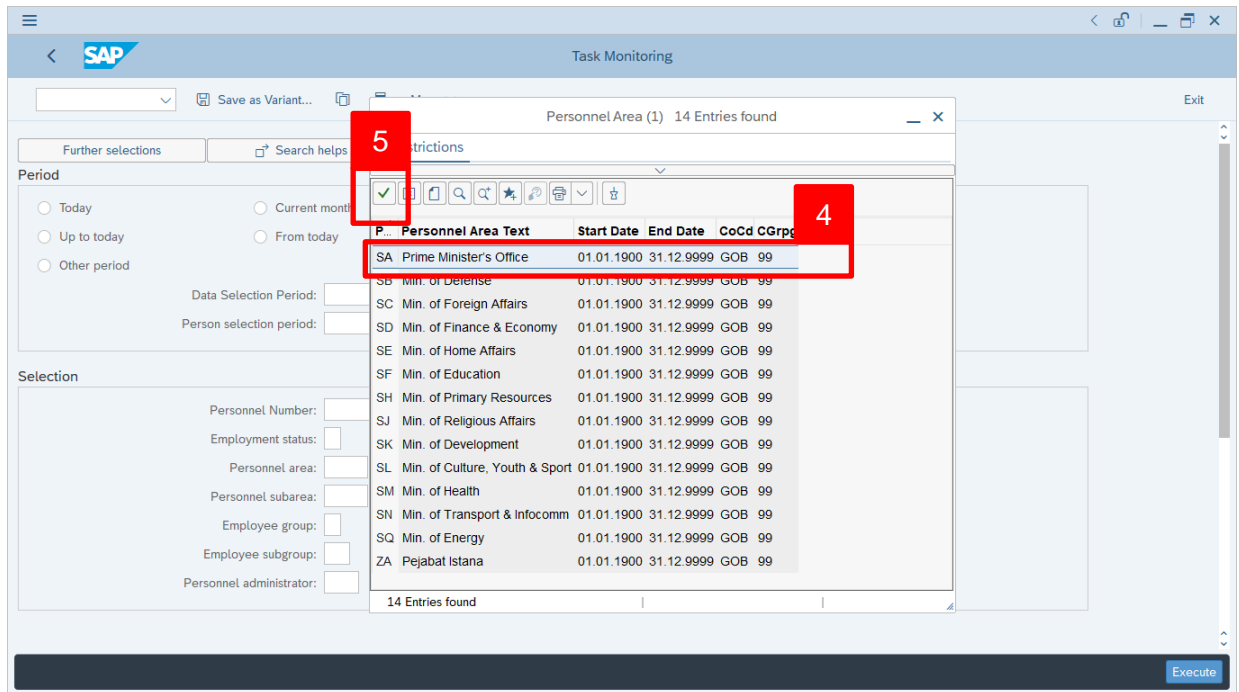 SAP
Task Monitoring
Save as Variant...
Exit
Personnel Area (1) 14 Entries found
5
strictions
Further selections
Search helps
Period
Today
Current month
Up to today
From today
Other period
Data Selection Period:
Person selection period:
4
P... Personnel Area Text Start Date End Date CoCd CGrpg
SA Prime Minister's Office 01.01.1900 31.12.9999 GOB 99
SB Min. of Defense 01.01.1900 31.12.9999 GOB 99
SC Min. of Foreign Affairs 01.01.1900 31.12.9999 GOB 99
SD Min. of Finance & Economy 01.01.1900 31.12.9999 GOB 99
SE Min. of Home Affairs 01.01.1900 31.12.9999 GOB 99
SF Min. of Education 01.01.1900 31.12.9999 GOB 99
SH Min. of Primary Resources 01.01.1900 31.12.9999 GOB 99
SJ Min. of Religious Affairs 01.01.1900 31.12.9999 GOB 99
SK Min. of Development 01.01.1900 31.12.9999 GOB 99
SL Min. of Culture, Youth & Sport 01.01.1900 31.12.9999 GOB 99
SM Min. of Health 01.01.1900 31.12.9999 GOB 99
SN Min. of Transport & Infocomm 01.01.1900 31.12.9999 GOB 99
SQ Min. of Energy 01.01.1900 31.12.9999 GOB 99
ZA Pejabat Istana 01.01.1900 31.12.9999 GOB 99
14 Entries found
Selection
Personnel Number:
Employment status:
Personnel area:
Personnel subarea:
Employee group:
Employee subgroup:
Personnel administrator:
Execute